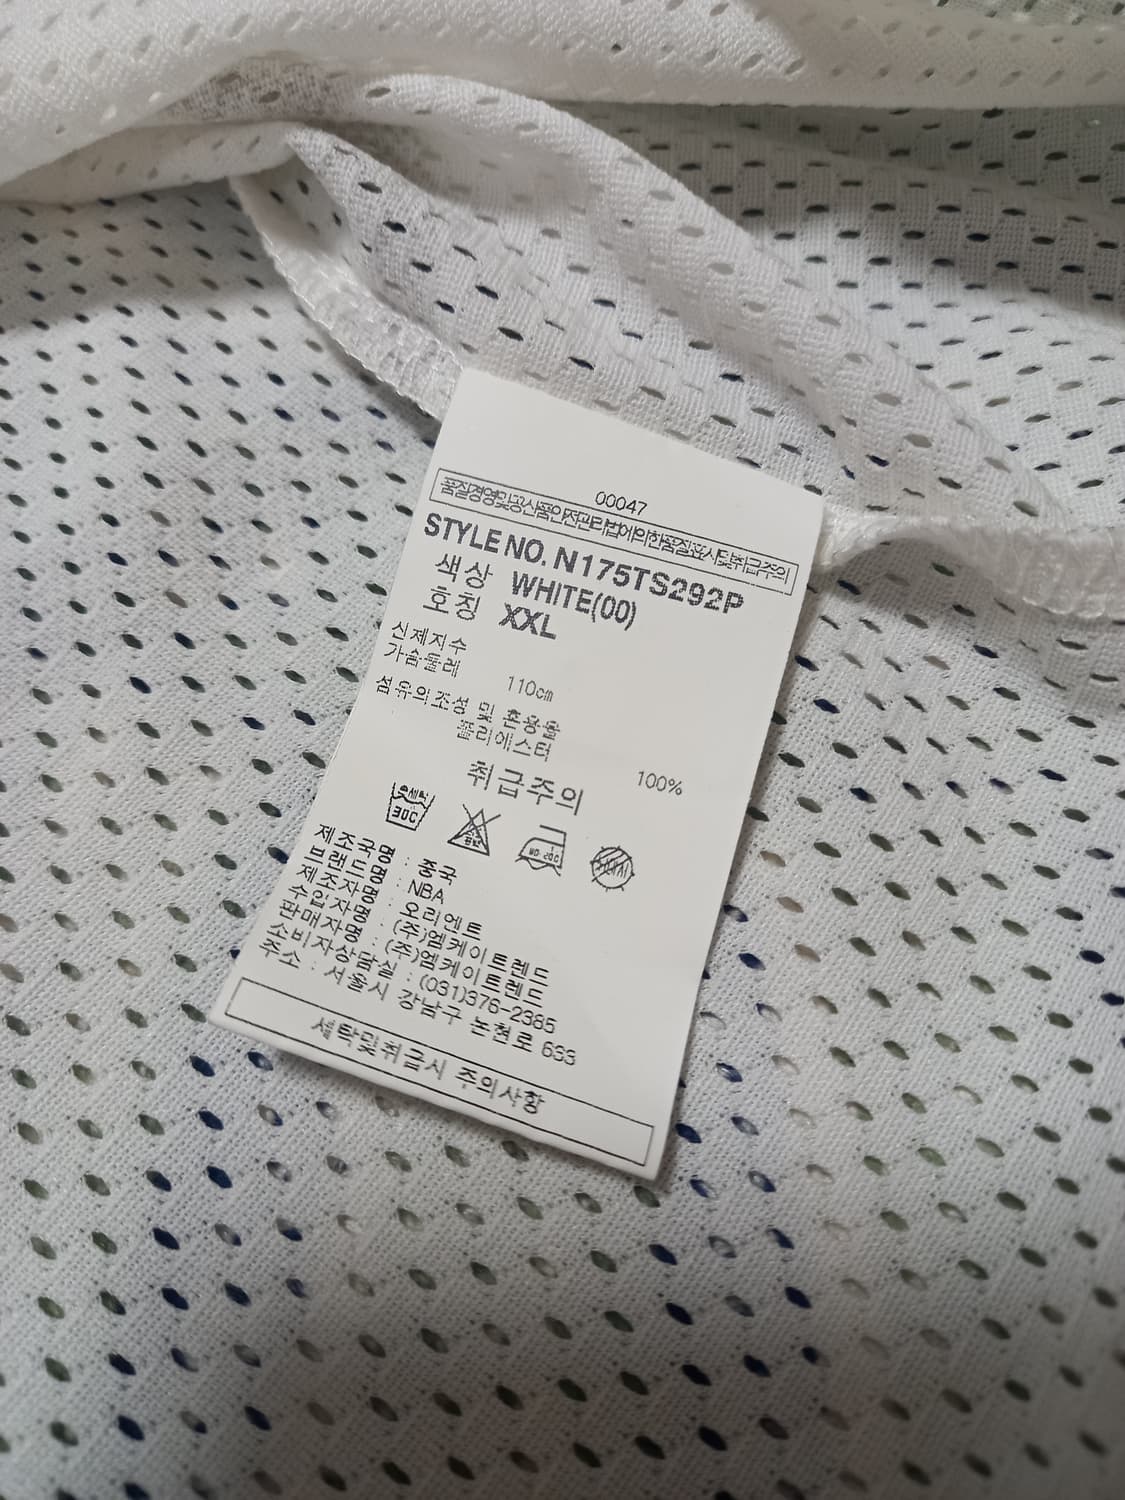 00047
품질경영및공산품안전관리법에의한품질표시및취급주의
STYLE NO. N175TS292P
색상 WHITE(00)
호칭 XXL
신체지수
가슴둘레 110cm
섬유의조성 및 혼용율
폴리에스터 100%
취급주의
손세탁
30C
제조국명 : 중국
브랜드명 : NBA
제조자명 : 오리엔트
수입자명 : (주)엠케이트렌드
판매자명 : (주)엠케이트렌드
소비자상담실 : (031)376-2385
주소 : 서울시 강남구 논현로 633
세탁및취급시 주의사항